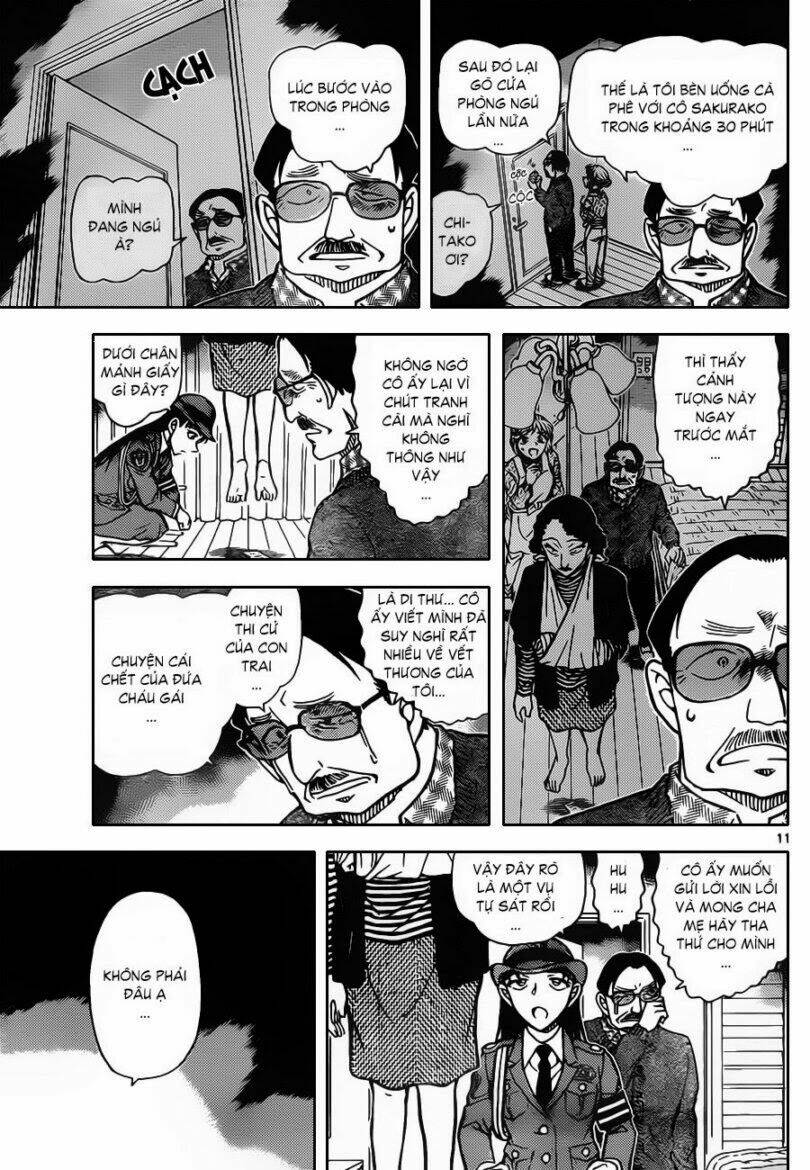 THẾ LÀ TÔI BÈN UỐNG CÀ
PHÊ VỚI CÔ SAKURAKO
TRONG KHOẢNG 30 PHÚT
...
SAU ĐÓ LẠI
GÕ CỬA
PHÒNG NGỦ
LẦN NỮA
...
CỘC
CỘC
CHI-
TAKO
ƠI?
LÚC BƯỚC VÀO
TRONG PHÒNG
...
CẠCH
MÌNH
ĐANG NGỦ
À?
THÌ THẤY
CẢNH
TƯỢNG NÀY
NGAY
TRƯỚC MẮT
...
KHÔNG NGỜ
CÔ ẤY LẠI VÌ
CHÚT TRANH
CÃI MÀ NGHĨ
KHÔNG
THÔNG NHƯ
VẬY
...
DƯỚI CHÂN
MẢNH GIẤY
GÌ ĐÂY?
LÀ DI THƯ... CÔ
ẤY VIẾT MÌNH ĐÃ
SUY NGHĨ RẤT
NHIỀU VỀ VẾT
THƯƠNG CỦA
TÔI...
CHUYỆN
THI CỬ
CỦA CON
TRAI
...
CHUYỆN CÁI
CHẾT CỦA ĐỨA
CHÁU GÁI
...
11
CÔ ẤY MUỐN
GỬI LỜI XIN LỖI
VÀ MONG CHA
MẸ HÃY THA
THỨ CHO MÌNH
...
HU
HU
...
VẬY ĐÂY RÕ
LÀ MỘT VỤ
TỰ SÁT RỒI
...
KHÔNG PHẢI
ĐÂU Ạ
...